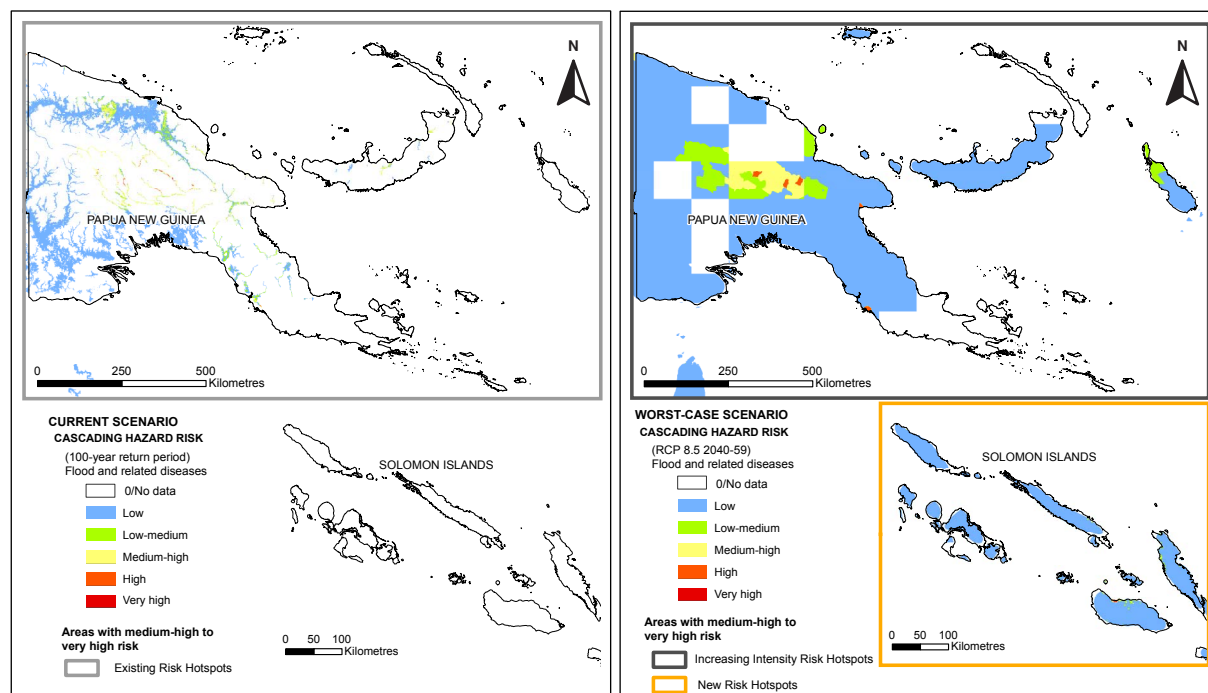 N
PAPUA NEW GUINEA
0 250 500
Kilometres
CURRENT SCENARIO
CASCADING HAZARD RISK
(100-year return period)
Flood and related diseases
0/No data
Low
Low-medium
Medium-high
High
Very high
Areas with medium-high to
very high risk
Existing Risk Hotspots
SOLOMON ISLANDS
0 50 100
Kilometres
N
PAPUA NEW GUINEA
0 250 500
Kilometres
WORST-CASE SCENARIO
CASCADING HAZARD RISK
(RCP 8.5 2040-59)
Flood and related diseases
0/No data
Low
Low-medium
Medium-high
High
Very high
Areas with medium-high to
very high risk
Increasing Intensity Risk Hotspots
New Risk Hotspots
SOLOMON ISLANDS
0 50 100
Kilometres